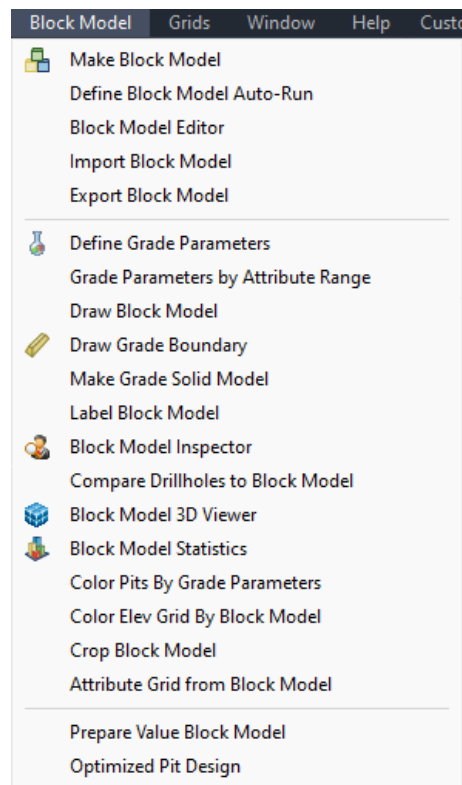 Block Model Grids Window Help Custo
Make Block Model
Define Block Model Auto-Run
Block Model Editor
Import Block Model
Export Block Model
Define Grade Parameters
Grade Parameters by Attribute Range
Draw Block Model
Draw Grade Boundary
Make Grade Solid Model
Label Block Model
Block Model Inspector
Compare Drillholes to Block Model
Block Model 3D Viewer
Block Model Statistics
Color Pits By Grade Parameters
Color Elev Grid By Block Model
Crop Block Model
Attribute Grid from Block Model
Prepare Value Block Model
Optimized Pit Design